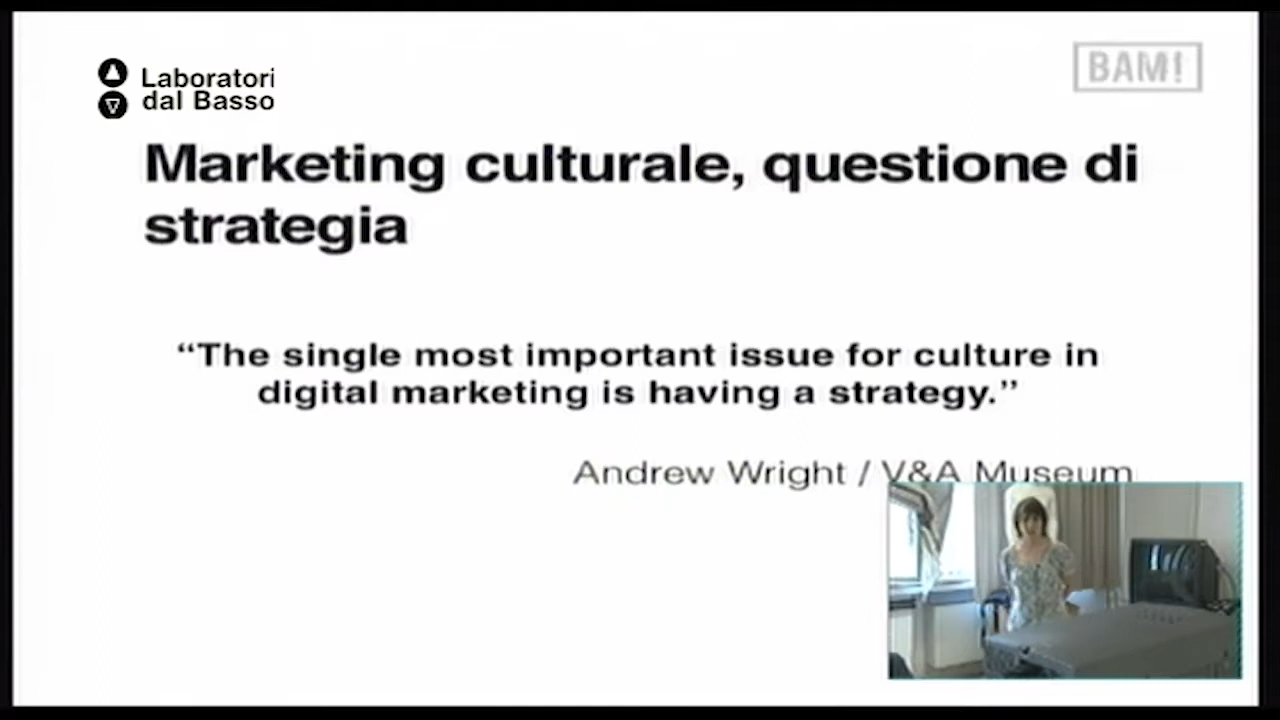 Laboratori
dal Basso
BAM!
Marketing culturale, questione di
strategia
“The single most important issue for culture in
digital marketing is having a strategy.”
Andrew Wright / V&A Museum